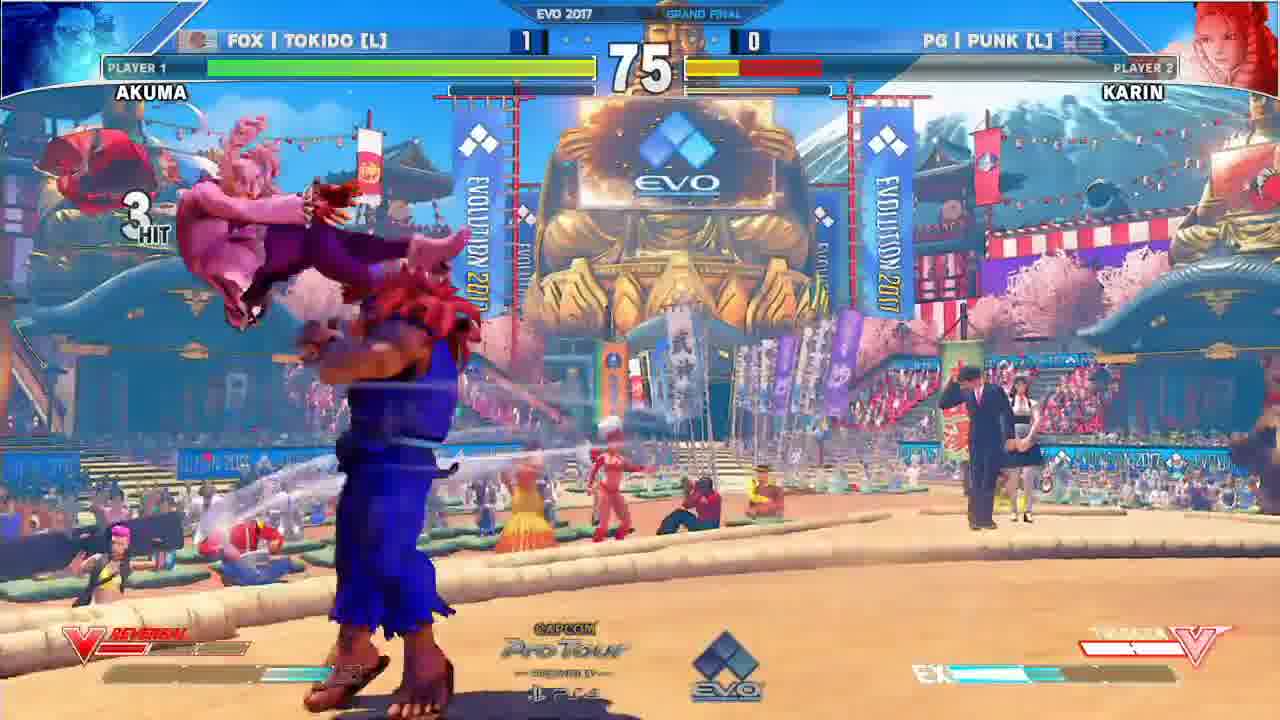 EVO 2017
GRAND FINAL
FOX | TOKIDO [L]
1
75
0
PG | PUNK [L]
PLAYER 1
PLAYER 2
AKUMA
KARIN
EVO
EVOLUTION 2017
EVOLUTION 2017
3
HIT
REVERSAL
CAPCOM
Pro Tour
PS4
EVO
EX